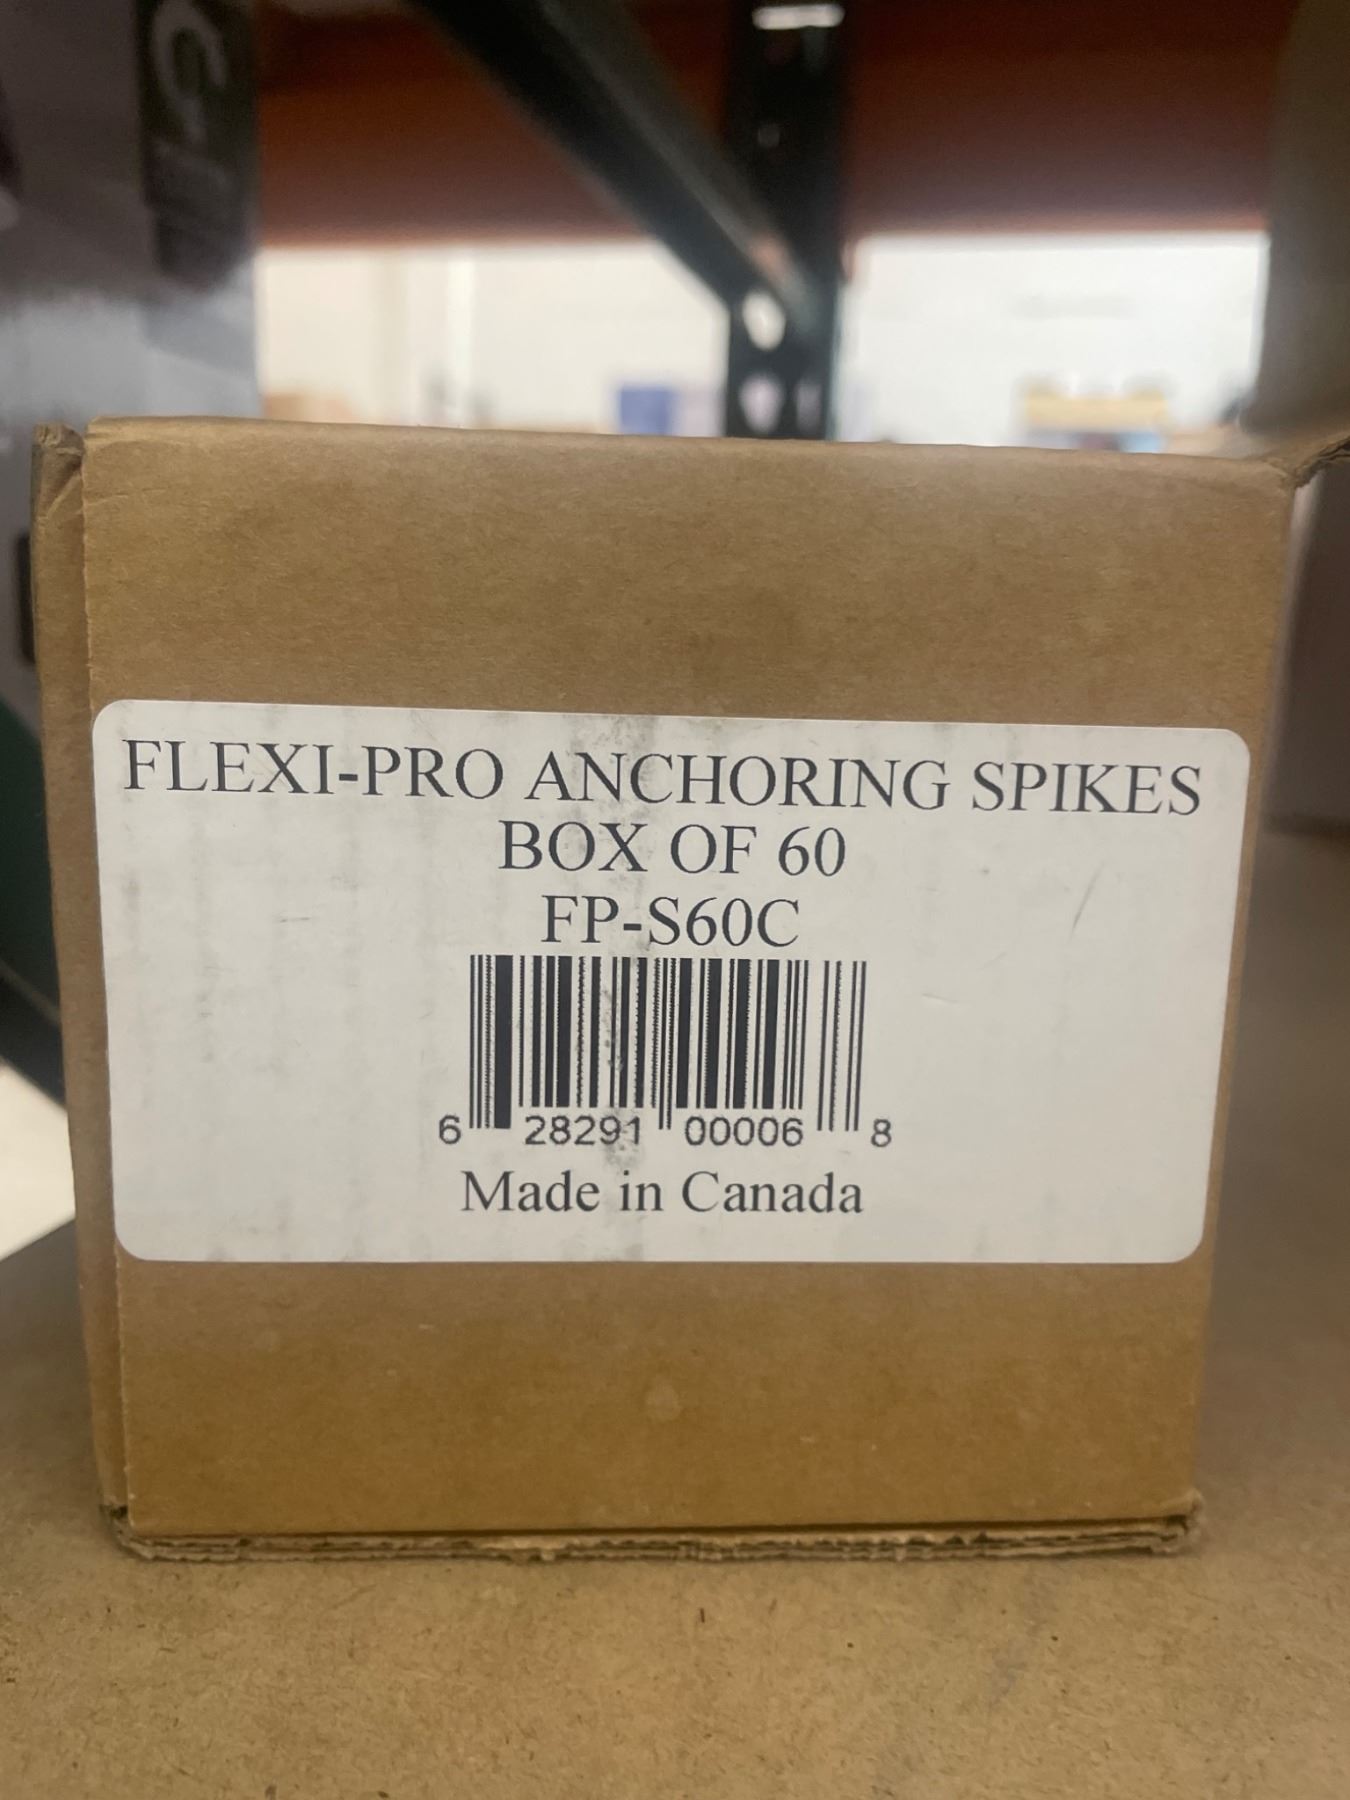 FLEXI-PRO ANCHORING SPIKES
BOX OF 60
FP-S60C
6 28291 00006 8
Made in Canada